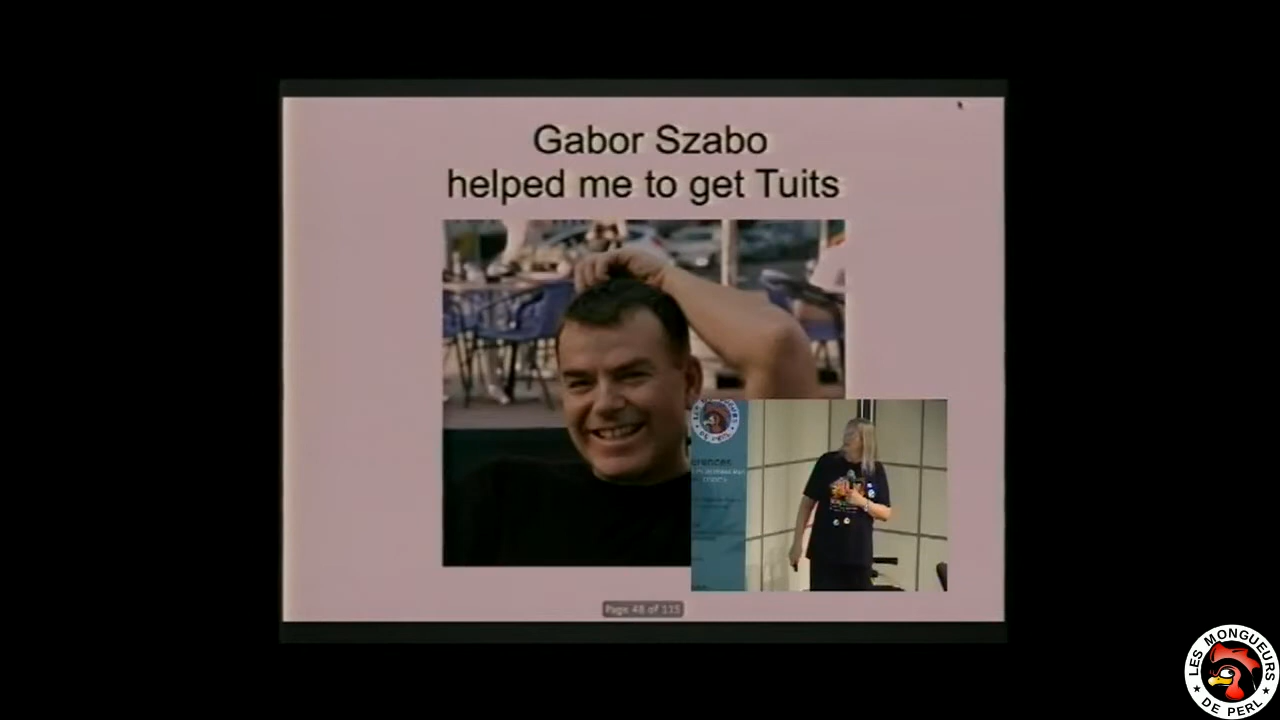 Gabor Szabo
helped me to get Tuits
Page 48 of 115
LES MONGUEURS
DE PERL